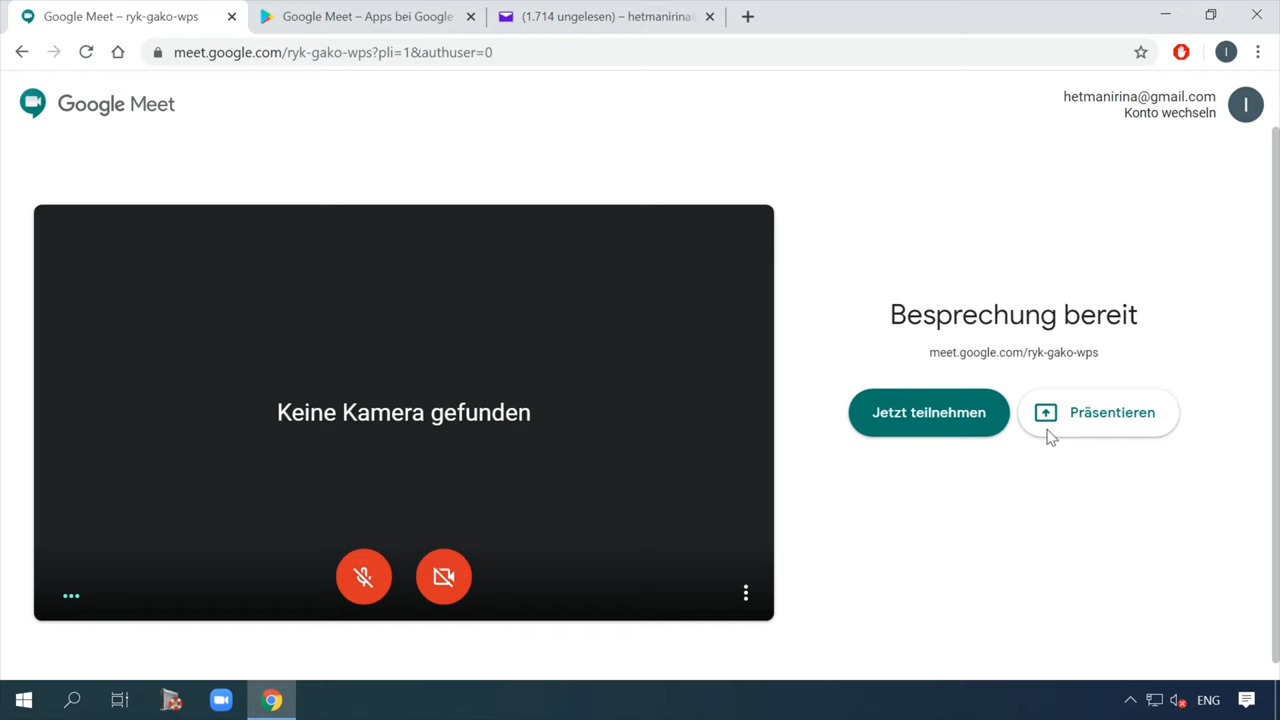 Google Meet – ryk-gako-wps
Google Meet – Apps bei Google
(1.714 ungelesen) – hetmanirina
meet.google.com/ryk-gako-wps?pli=1&authuser=0
I
Google Meet
hetmanirina@gmail.com
Konto wechseln
I
Keine Kamera gefunden
Besprechung bereit
meet.google.com/ryk-gako-wps
Jetzt teilnehmen
Präsentieren
ENG